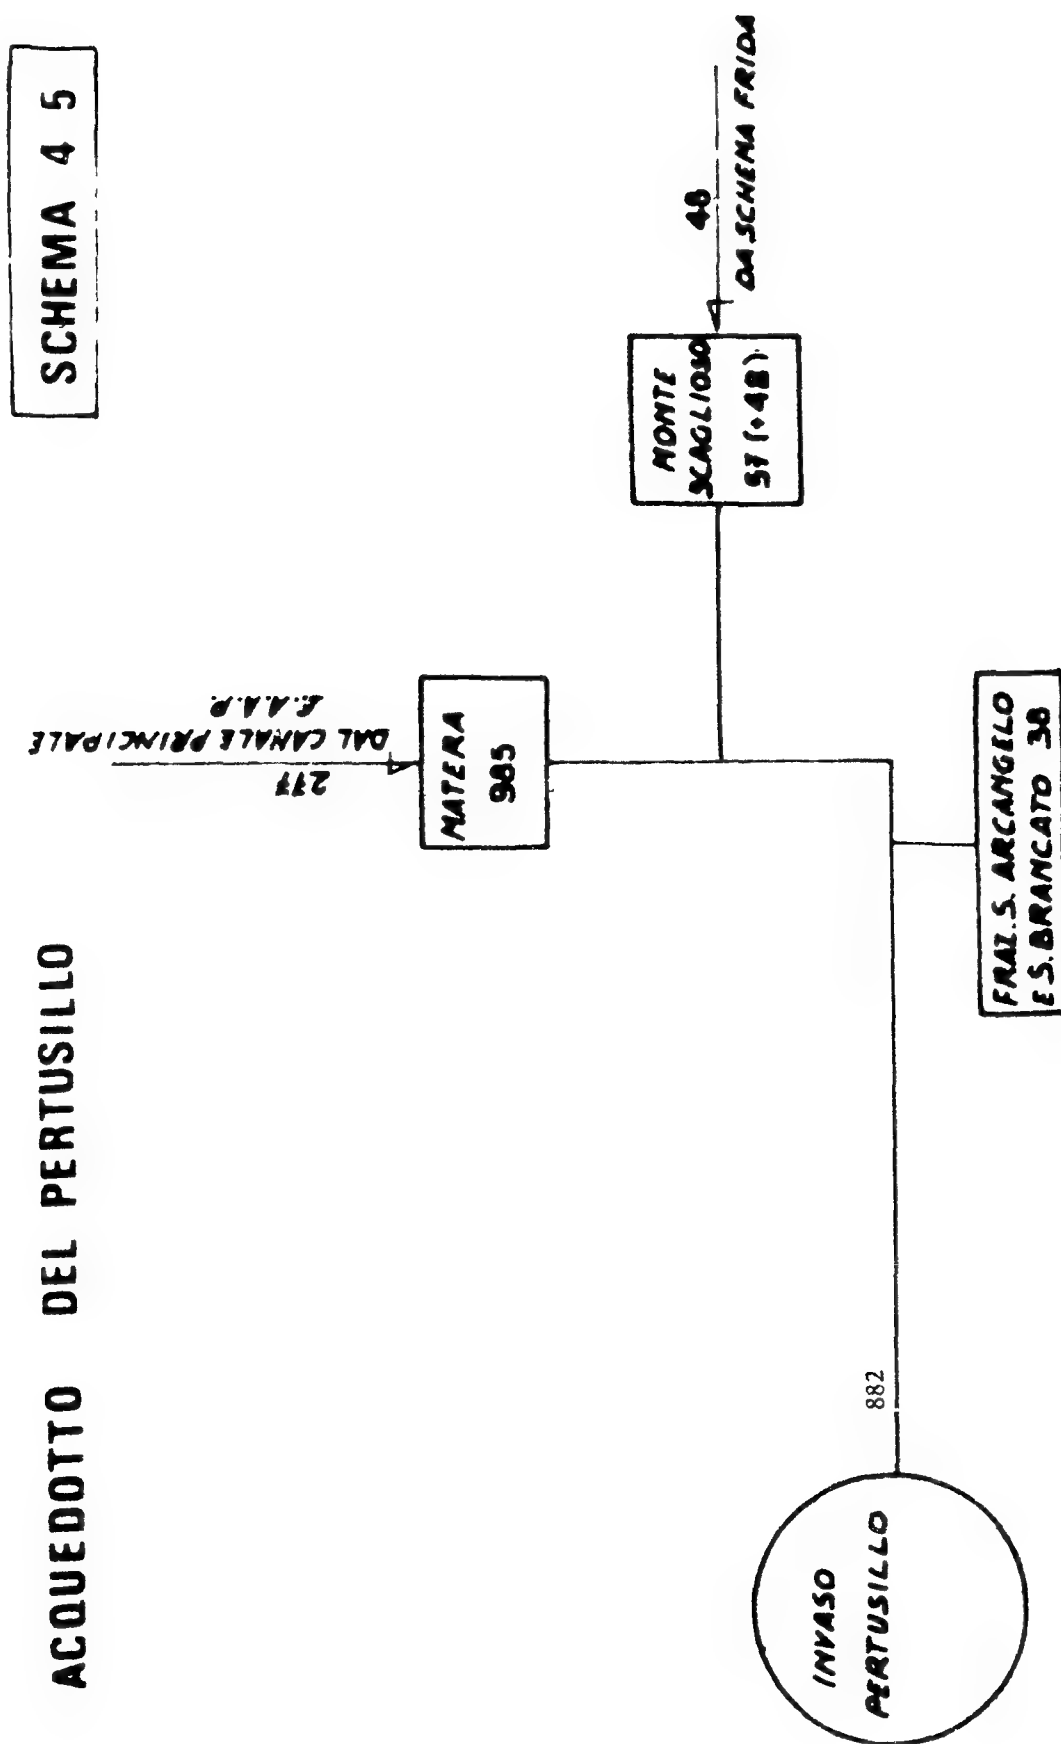 SCHEMA 4 5
ACQUEDOTTO DEL PERTUSILLO
DAL CANALE PRINCIPALE
E.A.A.P.
277
MATERA
985
MONTE
SCAGLIOSO
57 (+48)
48
DA SCHEMA FRIDA
882
INVASO
PERTUSILLO
FRAZ. S. ARCANGELO
E S. BRANCATO 38